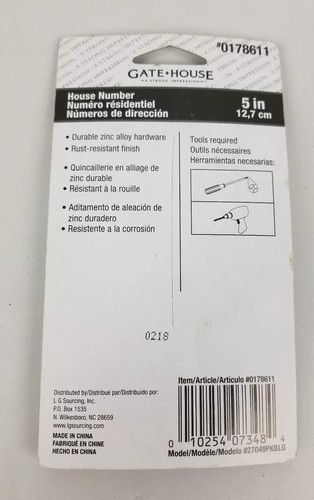 #0178611
GATE•HOUSE
A STRONG IMPRESSION
House Number
Numéro résidentiel
Números de dirección
5 in
12,7 cm
• Durable zinc alloy hardware
• Rust-resistant finish
• Quincaillerie en alliage de
zinc durable
• Résistant à la rouille
• Aditamento de aleación de
zinc duradero
• Resistente a la corrosión
Tools required
Outils nécessaires
Herramientas necesarias:
0218
Distributed by/Distribué par/Distribuido por:
L G Sourcing, Inc.
P.O. Box 1535
N. Wilkesboro, NC 28659
www.lgsourcing.com
MADE IN CHINA
FABRIQUÉ EN CHINE
HECHO EN CHINA
Item/Article/Artículo #0178611
0 10254 07348 4
Model/Modèle/Modelo #27049PKBLG